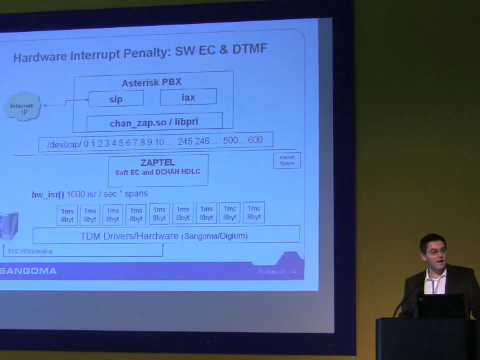 Hardware Interrupt Penalty: SW EC & DTMF
Asterisk PBX
Internet
IP
sip
iax
chan_zap.so / libpri
/dev/zap/ 0 1 2 3 4 5 6 7 8 9 10 ... 245 246... 500... 600
ZAPTEL
Soft EC and DCHAN HDLC
Kernel
Space
hw_isr() 1000 isr / sec * spans
1ms 1ms 1ms 1ms 1ms 1ms 1ms 1ms
8byt 8byt 8byt 8byt 8byt 8byt 8byt 8byt
TDM Drivers/Hardware (Sangoma/Digium)
SANGOMA